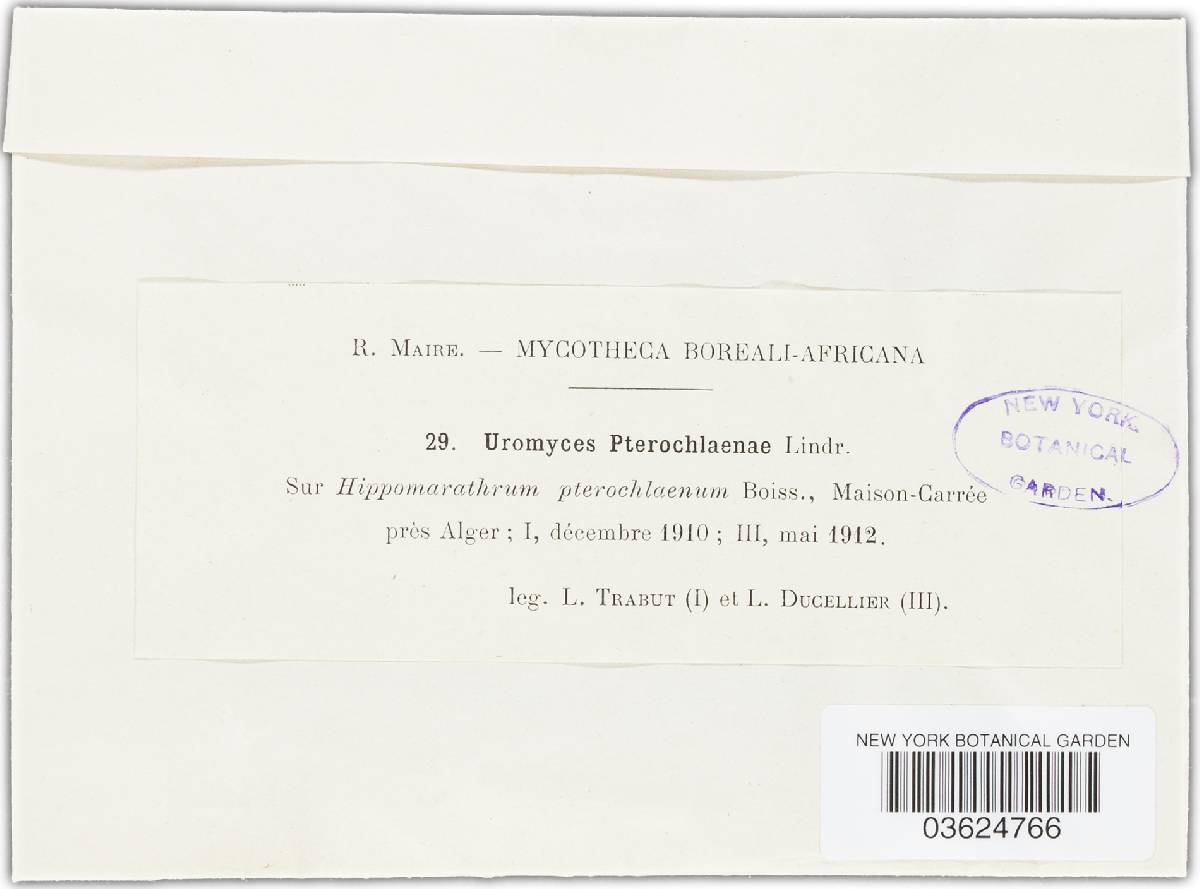 R. MAIRE. — MYCOTHECA BOREALI-AFRICANA
29. Uromyces Pterochlaenae Lindr.
Sur Hippomarathrum pterochlaenum Boiss., Maison-Carrée
près Alger ; I, décembre 1910 ; III, mai 1912.
leg. L. TRABUT (I) et L. DUCELLIER (III).
NEW YORK
BOTANICAL
GARDEN.
NEW YORK BOTANICAL GARDEN
03624766